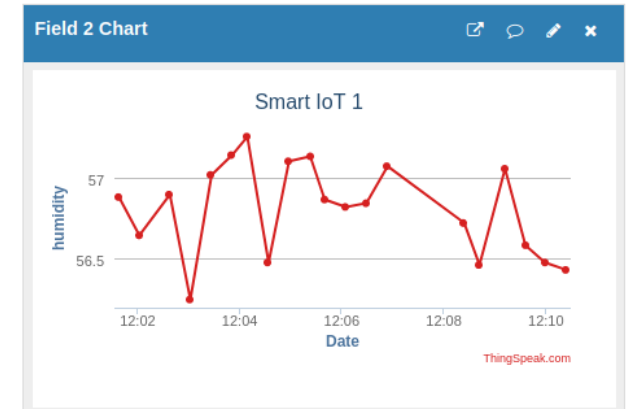 Field 2 Chart
Smart IoT 1
57
56.5
humidity
12:02 12:04 12:06 12:08 12:10
Date
ThingSpeak.com